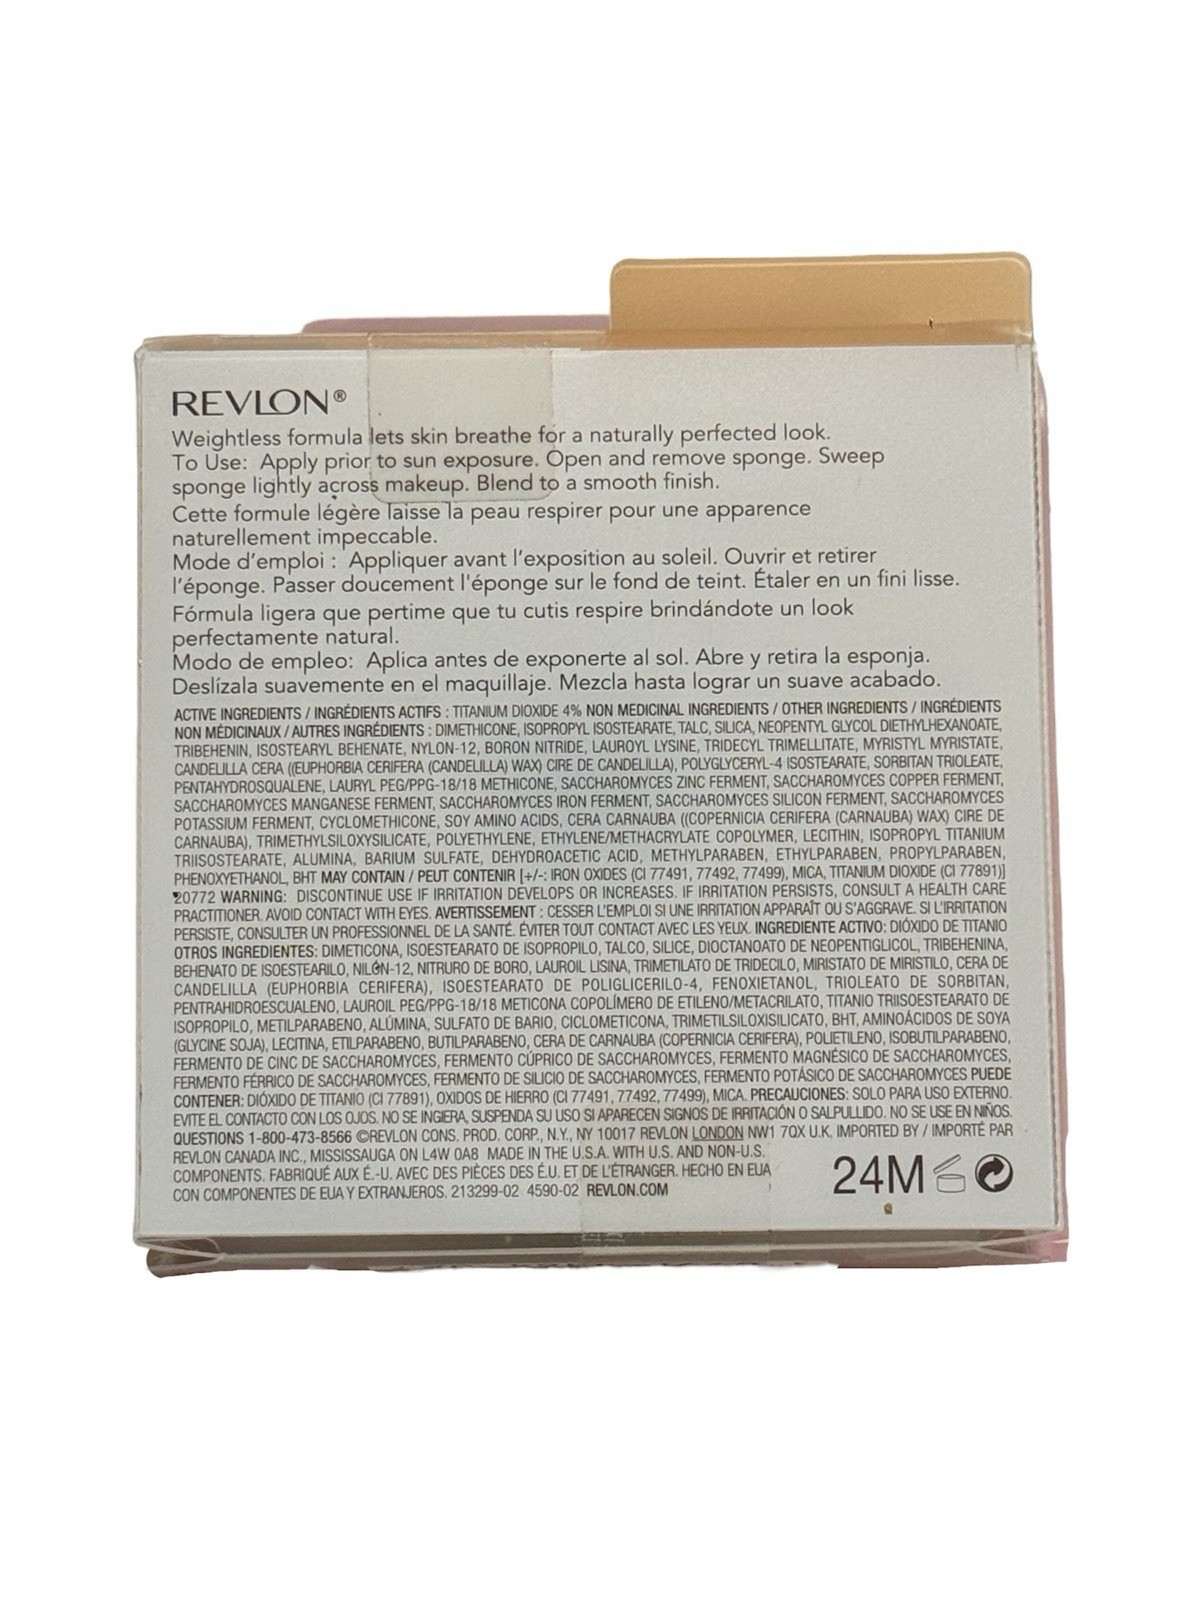 REVLON®
Weightless formula lets skin breathe for a naturally perfected look.
To Use: Apply prior to sun exposure. Open and remove sponge. Sweep
sponge lightly across makeup. Blend to a smooth finish.
Cette formule légère laisse la peau respirer pour une apparence
naturellement impeccable.
Mode d'emploi : Appliquer avant l'exposition au soleil. Ouvrir et retirer
l'éponge. Passer doucement l'éponge sur le fond de teint. Étaler en un fini lisse.
Fórmula ligera que pertime que tu cutis respire brindándote un look
perfectamente natural.
Modo de empleo: Aplica antes de exponerte al sol. Abre y retira la esponja.
Deslízala suavemente en el maquillaje. Mezcla hasta lograr un suave acabado.
ACTIVE INGREDIENTS / INGRÉDIENTS ACTIFS : TITANIUM DIOXIDE 4% NON MEDICINAL INGREDIENTS / OTHER INGREDIENTS / INGRÉDIENTS
NON MÉDICINAUX / AUTRES INGRÉDIENTS : DIMETHICONE, ISOPROPYL ISOSTEARATE, TALC, SILICA, NEOPENTYL GLYCOL DIETHYLHEXANOATE,
TRIBEHENIN, ISOSTEARYL BEHENATE, NYLON-12, BORON NITRIDE, LAUROYL LYSINE, TRIDECYL TRIMELLITATE, MYRISTYL MYRISTATE,
CANDELILLA CERA ((EUPHORBIA CERIFERA (CANDELILLA) WAX) CIRE DE CANDELILLA), POLYGLYCERYL-4 ISOSTEARATE, SORBITAN TRIOLEATE,
PENTAHYDROSQUALENE, LAURYL PEG/PPG-18/18 METHICONE, SACCHAROMYCES ZINC FERMENT, SACCHAROMYCES COPPER FERMENT,
SACCHAROMYCES MANGANESE FERMENT, SACCHAROMYCES IRON FERMENT, SACCHAROMYCES SILICON FERMENT, SACCHAROMYCES
POTASSIUM FERMENT, CYCLOMETHICONE, SOY AMINO ACIDS, CERA CARNAUBA ((COPERNICIA CERIFERA (CARNAUBA) WAX) CIRE DE
CARNAUBA), TRIMETHYLSILOXYSILICATE, POLYETHYLENE, ETHYLENE/METHACRYLATE COPOLYMER, LECITHIN, ISOPROPYL TITANIUM
TRIISOSTEARATE, ALUMINA, BARIUM SULFATE, DEHYDROACETIC ACID, METHYLPARABEN, ETHYLPARABEN, PROPYLPARABEN,
PHENOXYETHANOL, BHT MAY CONTAIN / PEUT CONTENIR [+/-: IRON OXIDES (CI 77491, 77492, 77499), MICA, TITANIUM DIOXIDE (CI 77891)]
20772 WARNING: DISCONTINUE USE IF IRRITATION DEVELOPS OR INCREASES. IF IRRITATION PERSISTS, CONSULT A HEALTH CARE
PRACTITIONER. AVOID CONTACT WITH EYES. AVERTISSEMENT : CESSER L'EMPLOI SI UNE IRRITATION APPARAÎT OU S'AGGRAVE. SI L'IRRITATION
PERSISTE, CONSULTER UN PROFESSIONNEL DE LA SANTÉ. ÉVITER TOUT CONTACT AVEC LES YEUX. INGREDIENTE ACTIVO: DIÓXIDO DE TITANIO
OTROS INGREDIENTES: DIMETICONA, ISOESTEARATO DE ISOPROPILO, TALCO, SILICE, DIOCTANOATO DE NEOPENTIGLICOL, TRIBEHENINA,
BEHENATO DE ISOESTEARILO, NILÓN-12, NITRURO DE BORO, LAUROIL LISINA, TRIMETILATO DE TRIDECILO, MIRISTATO DE MIRISTILO, CERA DE
CANDELILLA (EUPHORBIA CERIFERA), ISOESTEARATO DE POLIGLICERILO-4, FENOXIETANOL, TRIOLEATO DE SORBITAN,
PENTRAHIDROESCUALENO, LAUROIL PEG/PPG-18/18 METICONA COPOLÍMERO DE ETILENO/METACRILATO, TITANIO TRIISOESTEARATO DE
ISOPROPILO, METILPARABENO, ALÚMINA, SULFATO DE BARIO, CICLOMETICONA, TRIMETILSILOXISILICATO, BHT, AMINOÁCIDOS DE SOYA
(GLYCINE SOJA), LECITINA, ETILPARABENO, BUTILPARABENO, CERA DE CARNAUBA (COPERNICIA CERIFERA), POLIETILENO, ISOBUTILPARABENO,
FERMENTO DE CINC DE SACCHAROMYCES, FERMENTO CÚPRICO DE SACCHAROMYCES, FERMENTO MAGNÉSICO DE SACCHAROMYCES,
FERMENTO FÉRRICO DE SACCHAROMYCES, FERMENTO DE SILICIO DE SACCHAROMYCES, FERMENTO POTÁSICO DE SACCHAROMYCES PUEDE
CONTENER: DIÓXIDO DE TITANIO (CI 77891), OXIDOS DE HIERRO (CI 77491, 77492, 77499), MICA. PRECAUCIONES: SOLO PARA USO EXTERNO.
EVITE EL CONTACTO CON LOS OJOS. NO SE INGIERA, SUSPENDA SU USO SI APARECEN SIGNOS DE IRRITACIÓN O SALPULLIDO. NO SE USE EN NIÑOS.
QUESTIONS 1-800-473-8566 ©REVLON CONS. PROD. CORP., N.Y., NY 10017 REVLON LONDON NW1 7QX U.K. IMPORTED BY / IMPORTÉ PAR
REVLON CANADA INC., MISSISSAUGA ON L4W 0A8 MADE IN THE U.S.A. WITH U.S. AND NON-U.S.
COMPONENTS. FABRIQUÉ AUX É.-U. AVEC DES PIÈCES DES É.U. ET DE L'ÉTRANGER. HECHO EN EUA
CON COMPONENTES DE EUA Y EXTRANJEROS. 213299-02 4590-02 REVLON.COM
24M